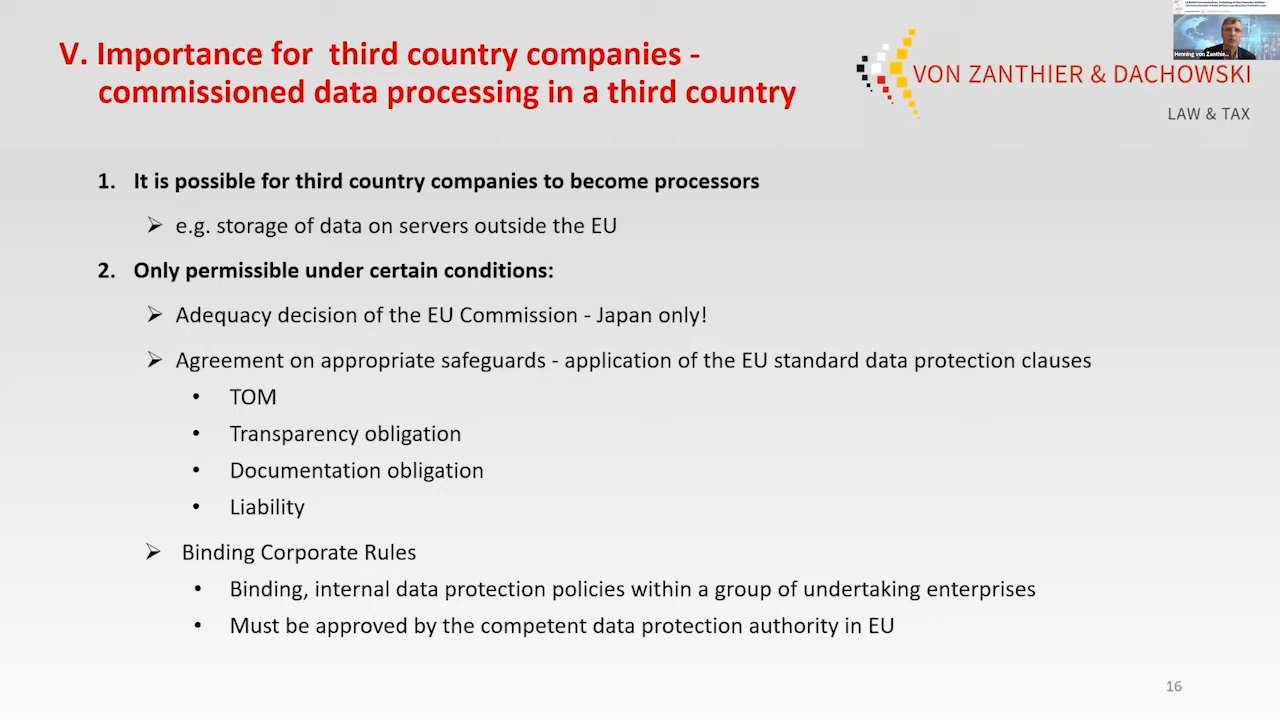 V. Importance for third country companies -
commissioned data processing in a third country
VON ZANTHIER & DACHOWSKI
LAW & TAX
Henning von Zanthie...
1. It is possible for third country companies to become processors
➢ e.g. storage of data on servers outside the EU
2. Only permissible under certain conditions:
➢ Adequacy decision of the EU Commission - Japan only!
➢ Agreement on appropriate safeguards - application of the EU standard data protection clauses
• TOM
• Transparency obligation
• Documentation obligation
• Liability
➢ Binding Corporate Rules
• Binding, internal data protection policies within a group of undertaking enterprises
• Must be approved by the competent data protection authority in EU
16